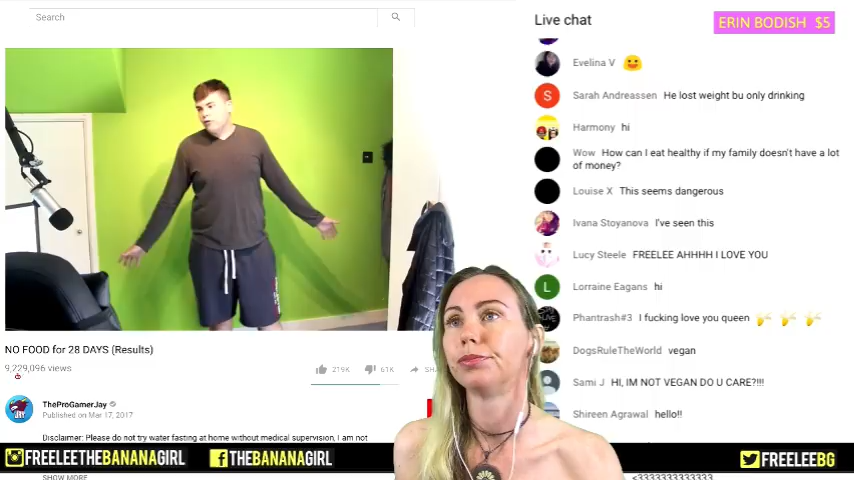 Search
Live chat
ERIN BODISH $5
Evelina V
Sarah Andreassen He lost weight bu only drinking
Harmony hi
Wow How can I eat healthy if my family doesn't have a lot
of money?
Louise X This seems dangerous
Ivana Stoyanova I've seen this
Lucy Steele FREELEE AHHHH I LOVE YOU
Lorraine Eagans hi
Phantrash#3 I fucking love you queen
DogsRuleTheWorld vegan
Sami J HI, IM NOT VEGAN DO U CARE?!!!
Shireen Agrawal hello!!
<3333333333333
NO FOOD for 28 DAYS (Results)
9,229,096 views
219K
61K
SHA
JAY
TheProGamerJay
Published on Mar 17, 2017
Disclaimer: Please do not try water fasting at home without medical supervision, I am not
FREELEETHEBANANAGIRL
THEBANANAGIRL
FREELEEBG
SHOW MORE